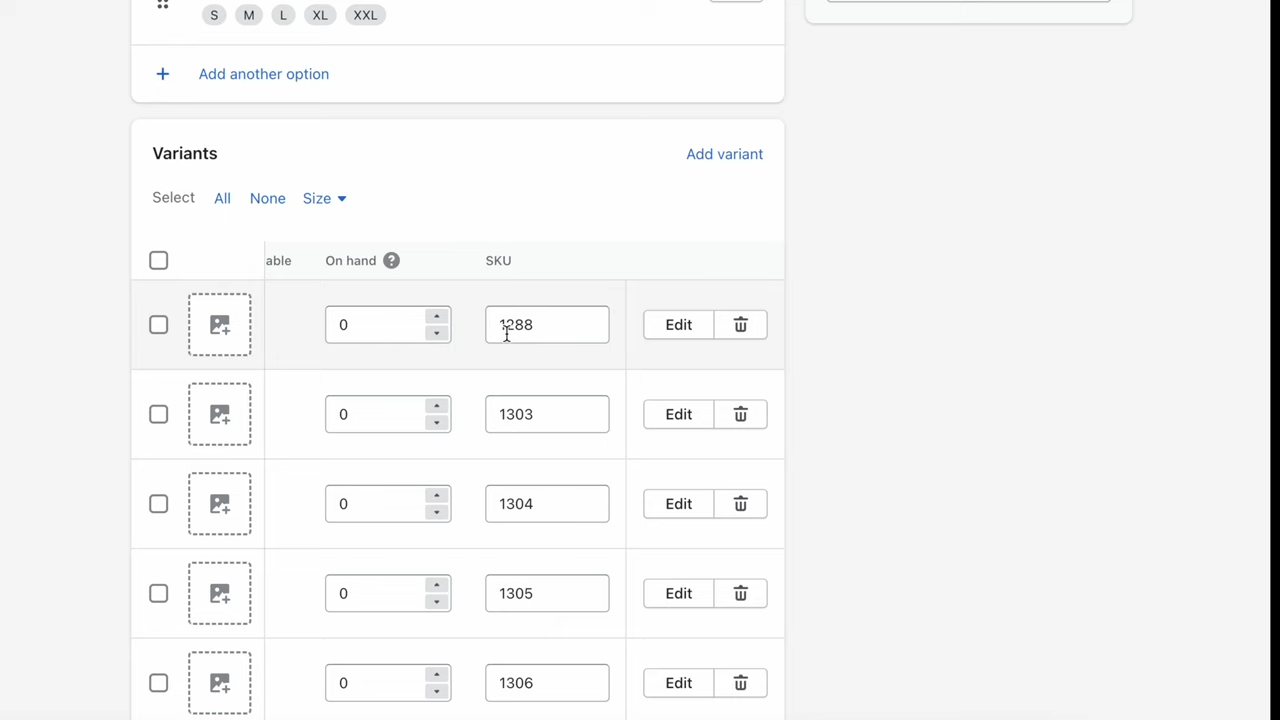 S M L XL XXL
+ Add another option
Variants Add variant
Select All None Size
able On hand ? SKU
0 1288 Edit
0 1303 Edit
0 1304 Edit
0 1305 Edit
0 1306 Edit